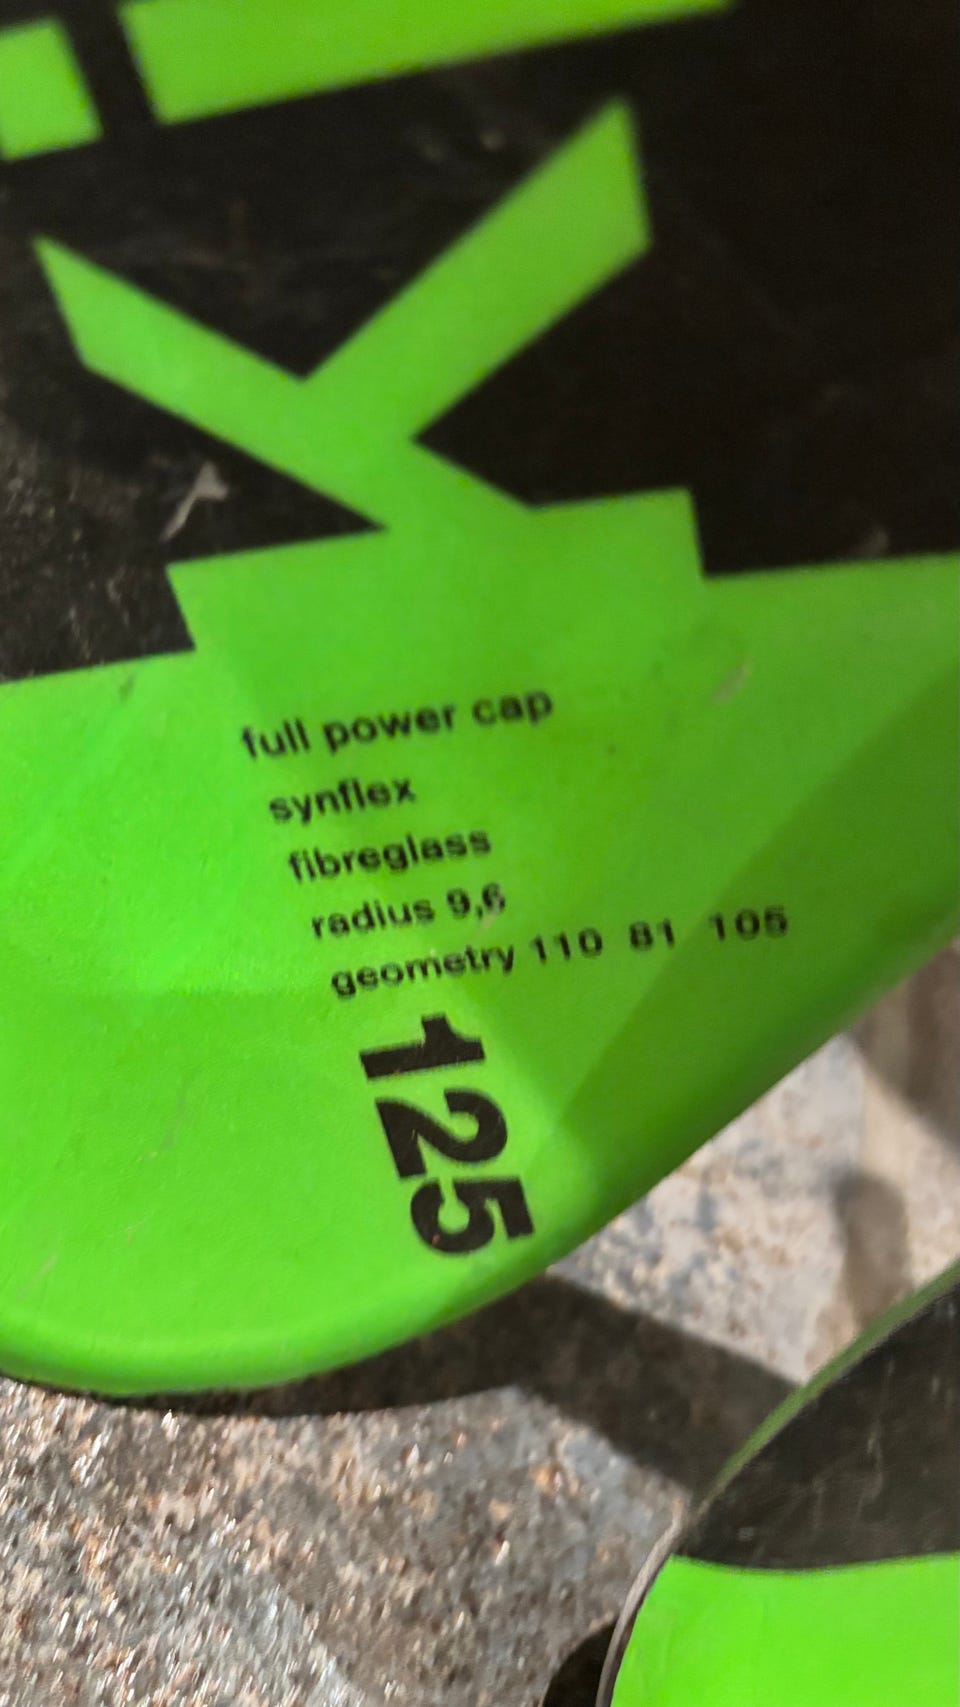 K
full power cap
synflex
fibreglass
radius 9,6
geometry 110 81 105
125